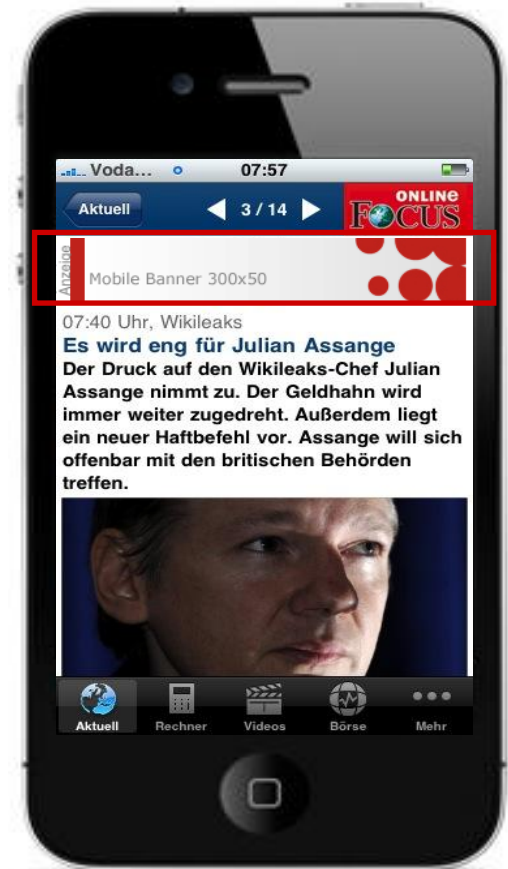 Voda... 07:57
Aktuell 3 / 14 ONLINE
FOCUS
Anzeige
Mobile Banner 300x50
07:40 Uhr, Wikileaks
Es wird eng für Julian Assange
Der Druck auf den Wikileaks-Chef Julian
Assange nimmt zu. Der Geldhahn wird
immer weiter zugedreht. Außerdem liegt
ein neuer Haftbefehl vor. Assange will sich
offenbar mit den britischen Behörden
treffen.
Aktuell Rechner Videos Börse Mehr